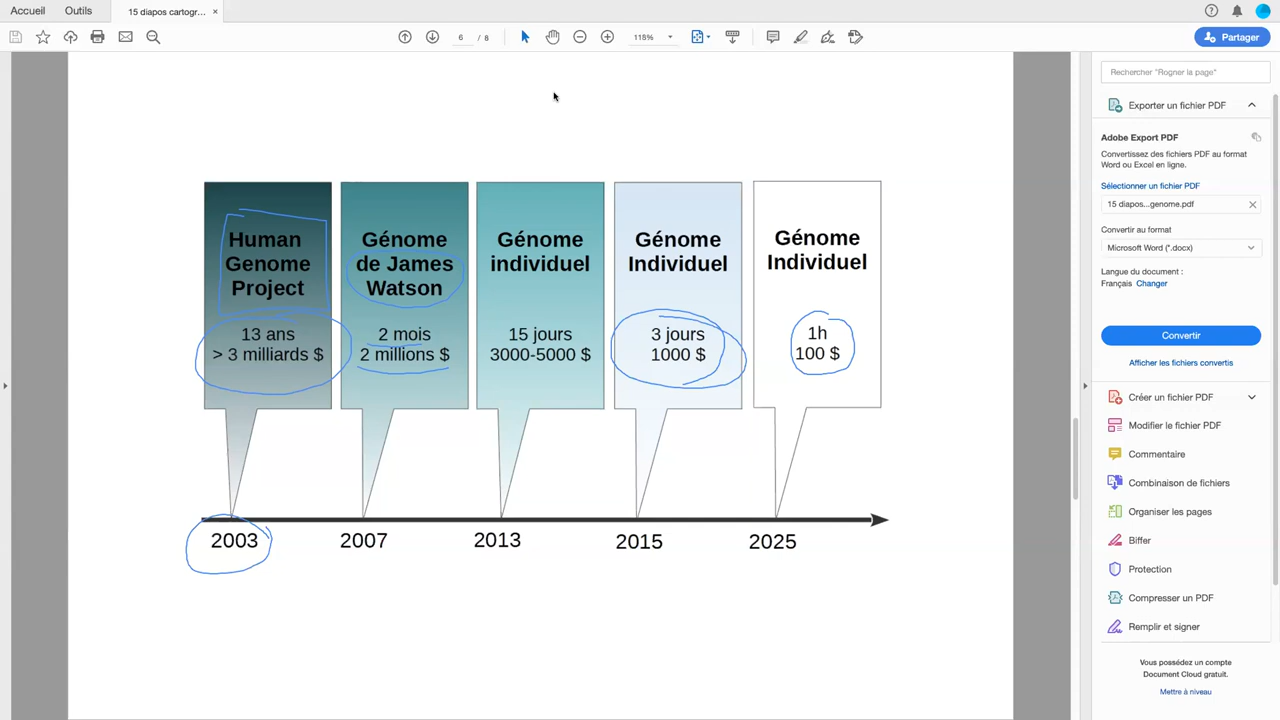 Accueil
Outils
15 diapos cartogr...
6 / 8
118%
Partager
Human
Genome
Project
13 ans
> 3 milliards $
Génome
de James
Watson
2 mois
2 millions $
Génome
individuel
15 jours
3000-5000 $
Génome
Individuel
3 jours
1000 $
Génome
Individuel
1h
100 $
2003
2007
2013
2015
2025
Rechercher "Rogner la page"
Exporter un fichier PDF
Adobe Export PDF
Convertissez des fichiers PDF au format
Word ou Excel en ligne.
Sélectionner un fichier PDF
15 diapos...genome.pdf
Convertir au format
Microsoft Word (*.docx)
Langue du document :
Français Changer
Convertir
Afficher les fichiers convertis
Créer un fichier PDF
Modifier le fichier PDF
Commentaire
Combinaison de fichiers
Organiser les pages
Biffer
Protection
Compresser un PDF
Remplir et signer
Vous possédez un compte
Document Cloud gratuit.
Mettre à niveau